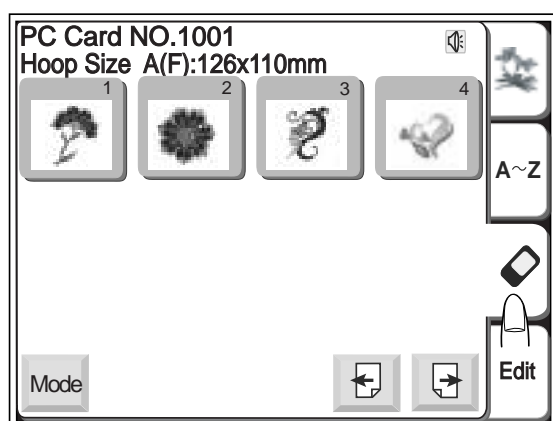 PC Card NO.1001
Hoop Size A(F):126x110mm
1 2 3 4
A~Z
Mode
Edit